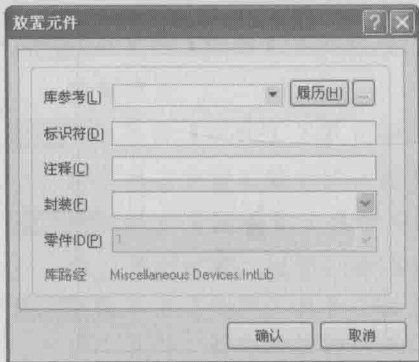 放置元件
库参考(L) 履历(H) ...
标识符(D)
注释(C)
封装(F)
零件ID(P) 1
库路经 Miscellaneous Devices.IntLib
确认 取消